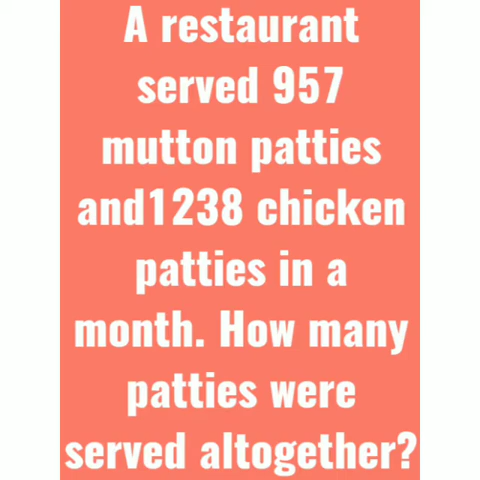 A restaurant
served 957
mutton patties
and1238 chicken
patties in a
month. How many
patties were
served altogether?